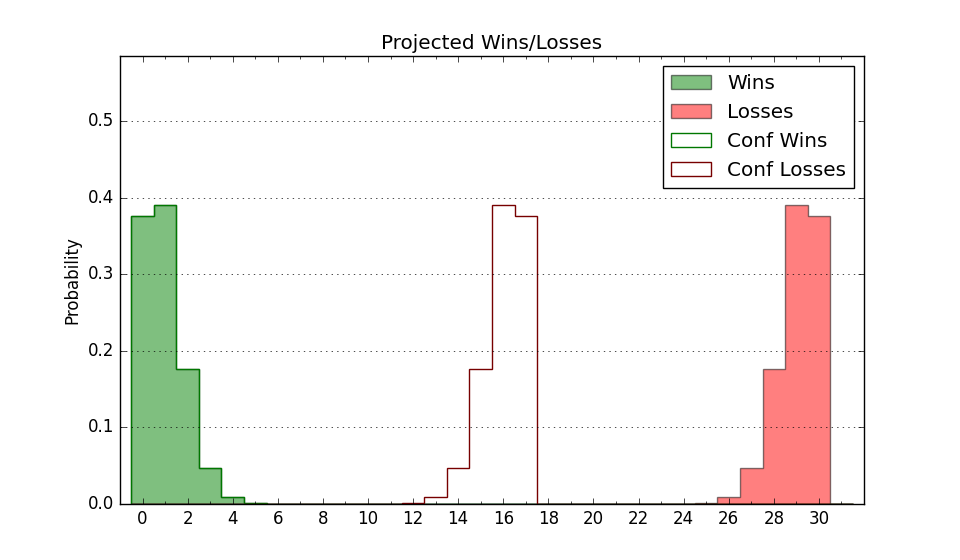 Projected Wins/Losses
Wins
Losses
Conf Wins
Conf Losses
Probability
0.5
0.4
0.3
0.2
0.1
0.0
0 2 4 6 8 10 12 14 16 18 20 22 24 26 28 30